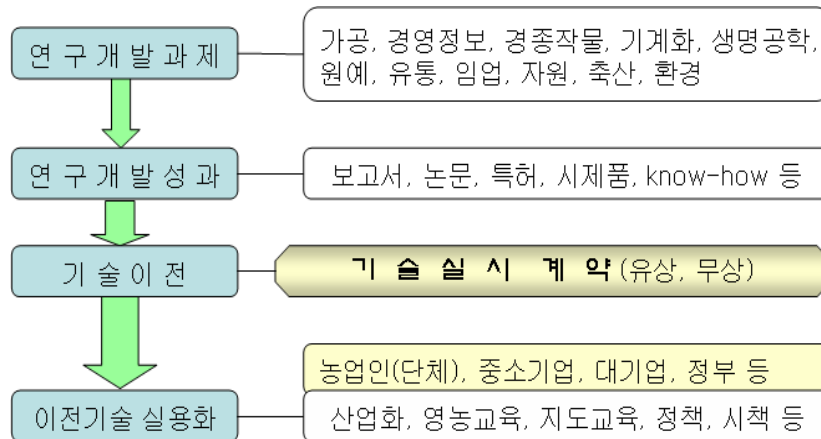 연 구 개 발 과 제
가공, 경영정보, 경종작물, 기계화, 생명공학,
원예, 유통, 임업, 자원, 축산, 환경
연 구 개 발 성 과
보고서, 논문, 특허, 시제품, know-how 등
기 술 이 전
기 술 실 시 계 약 (유상, 무상)
농업인(단체), 중소기업, 대기업, 정부 등
이전기술 실용화
산업화, 영농교육, 지도교육, 정책, 시책 등